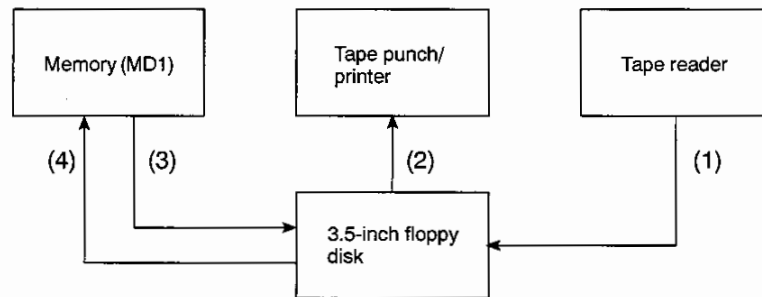 Memory (MD1)
Tape punch/
printer
Tape reader
(4)
(3)
(2)
(1)
3.5-inch floppy
disk